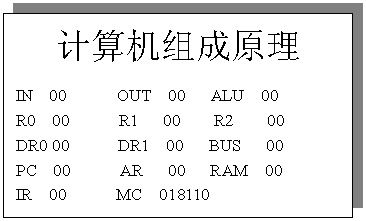 计算机组成原理
IN 00 OUT 00 ALU 00
R0 00 R1 00 R2 00
DR0 00 DR1 00 BUS 00
PC 00 AR 00 RAM 00
IR 00 MC 018110